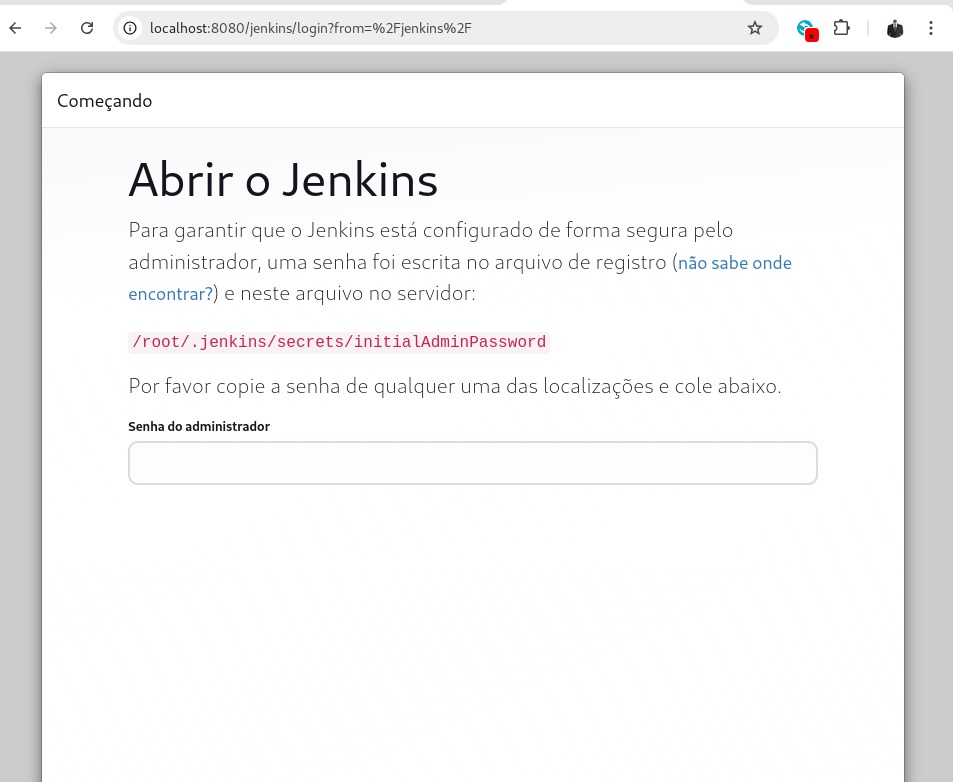 localhost:8080/jenkins/login?from=%2Fjenkins%2F
Começando
Abrir o Jenkins
Para garantir que o Jenkins está configurado de forma segura pelo
administrador, uma senha foi escrita no arquivo de registro (não sabe onde
encontrar?) e neste arquivo no servidor:
/root/.jenkins/secrets/initialAdminPassword
Por favor copie a senha de qualquer uma das localizações e cole abaixo.
Senha do administrador